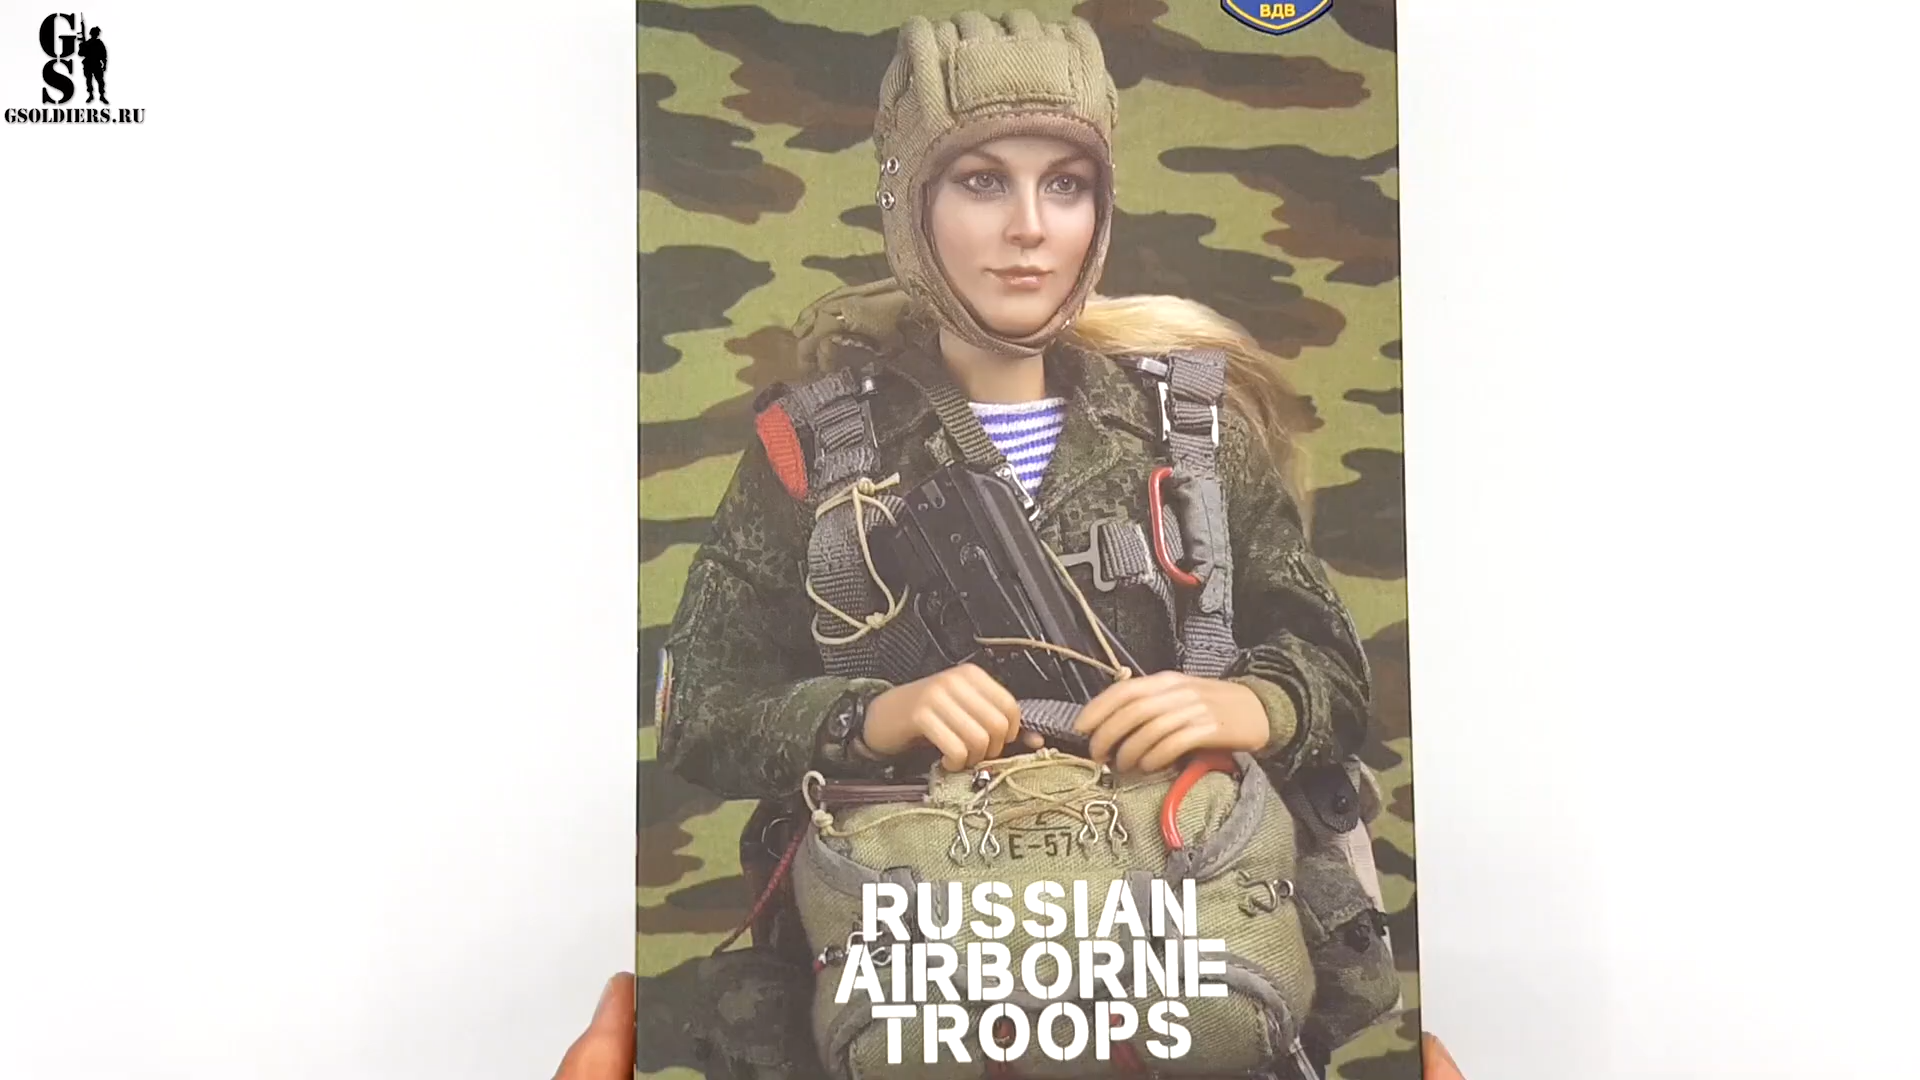 GS
GSOLDIERS.RU
ВДВ
E-57
RUSSIAN
AIRBORNE
TROOPS